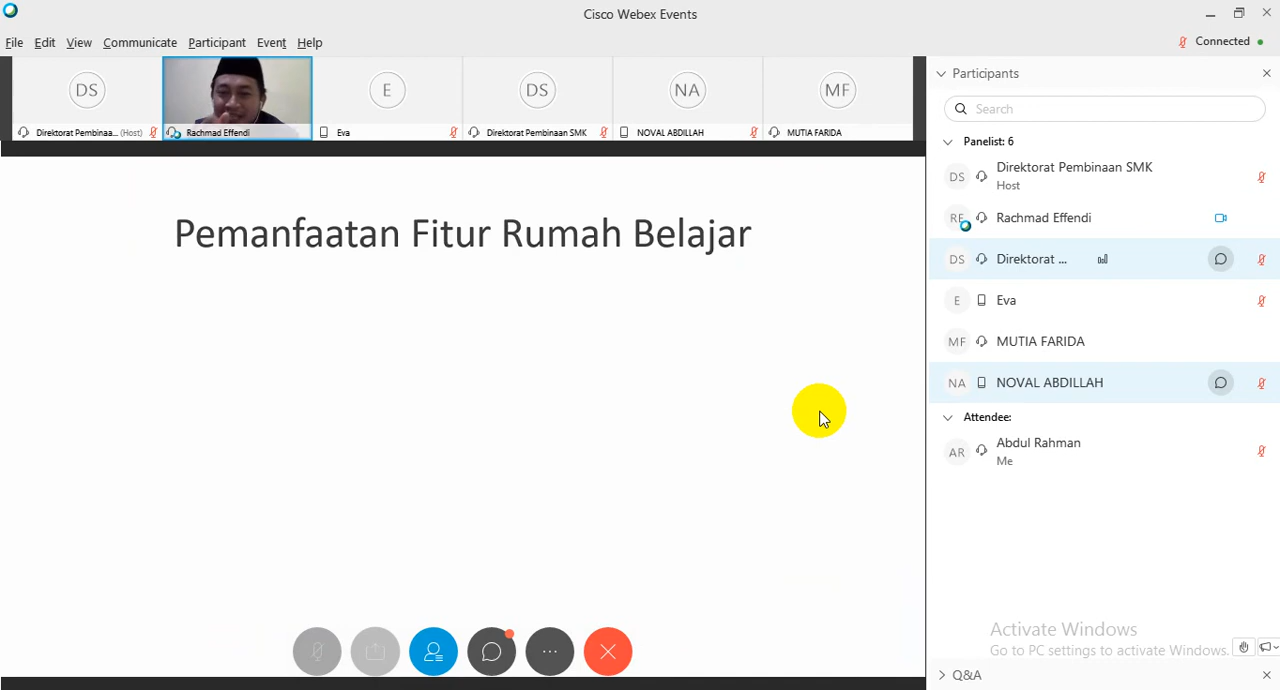 Cisco Webex Events
File Edit View Communicate Participant Event Help
Connected
DS
E
DS
NA
MF
Direktorat Pembinaa... (Host)
Rachmad Effendi
Eva
Direktorat Pembinaan SMK
NOVAL ABDILLAH
MUTIA FARIDA
Pemanfaatan Fitur Rumah Belajar
Participants
Search
Panelist: 6
DS Direktorat Pembinaan SMK
Host
RE Rachmad Effendi
DS Direktorat ...
E Eva
MF MUTIA FARIDA
NA NOVAL ABDILLAH
Attendee:
AR Abdul Rahman
Me
Activate Windows
Go to PC settings to activate Windows.
Q&A